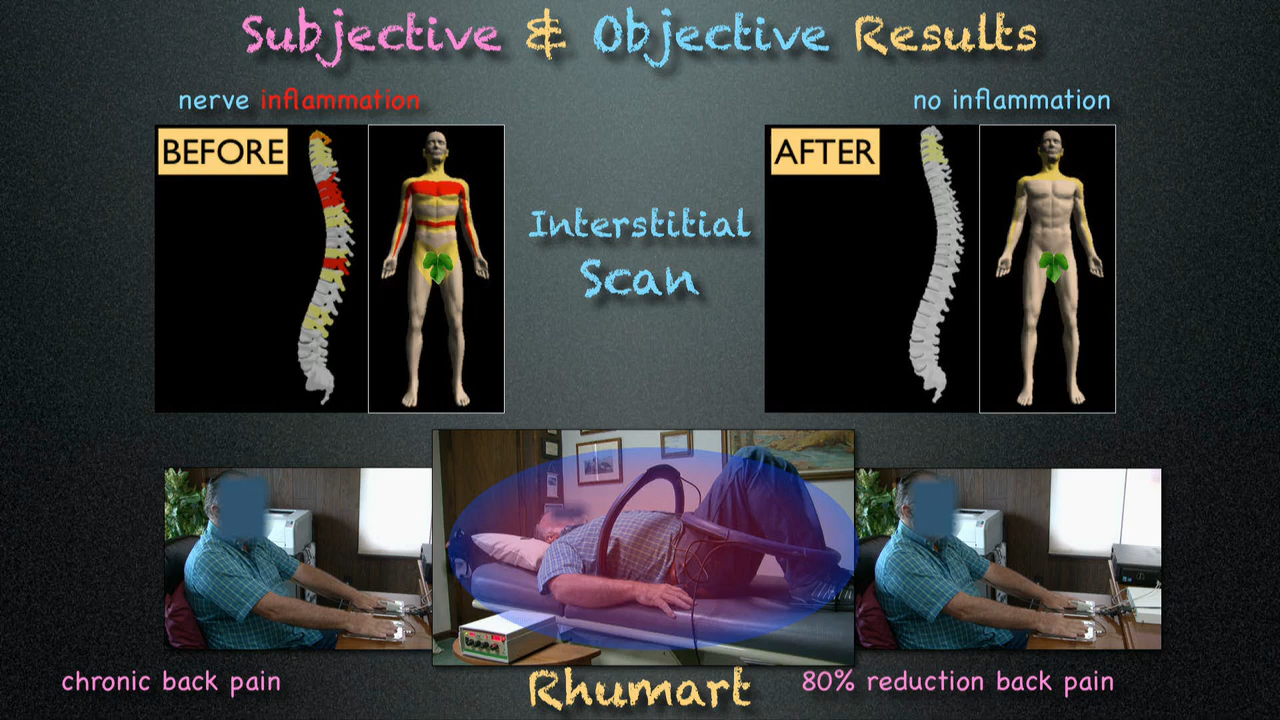 Subjective & Objective Results
nerve inflammation
no inflammation
BEFORE
AFTER
Interstitial
Scan
chronic back pain
Rhumart
80% reduction back pain